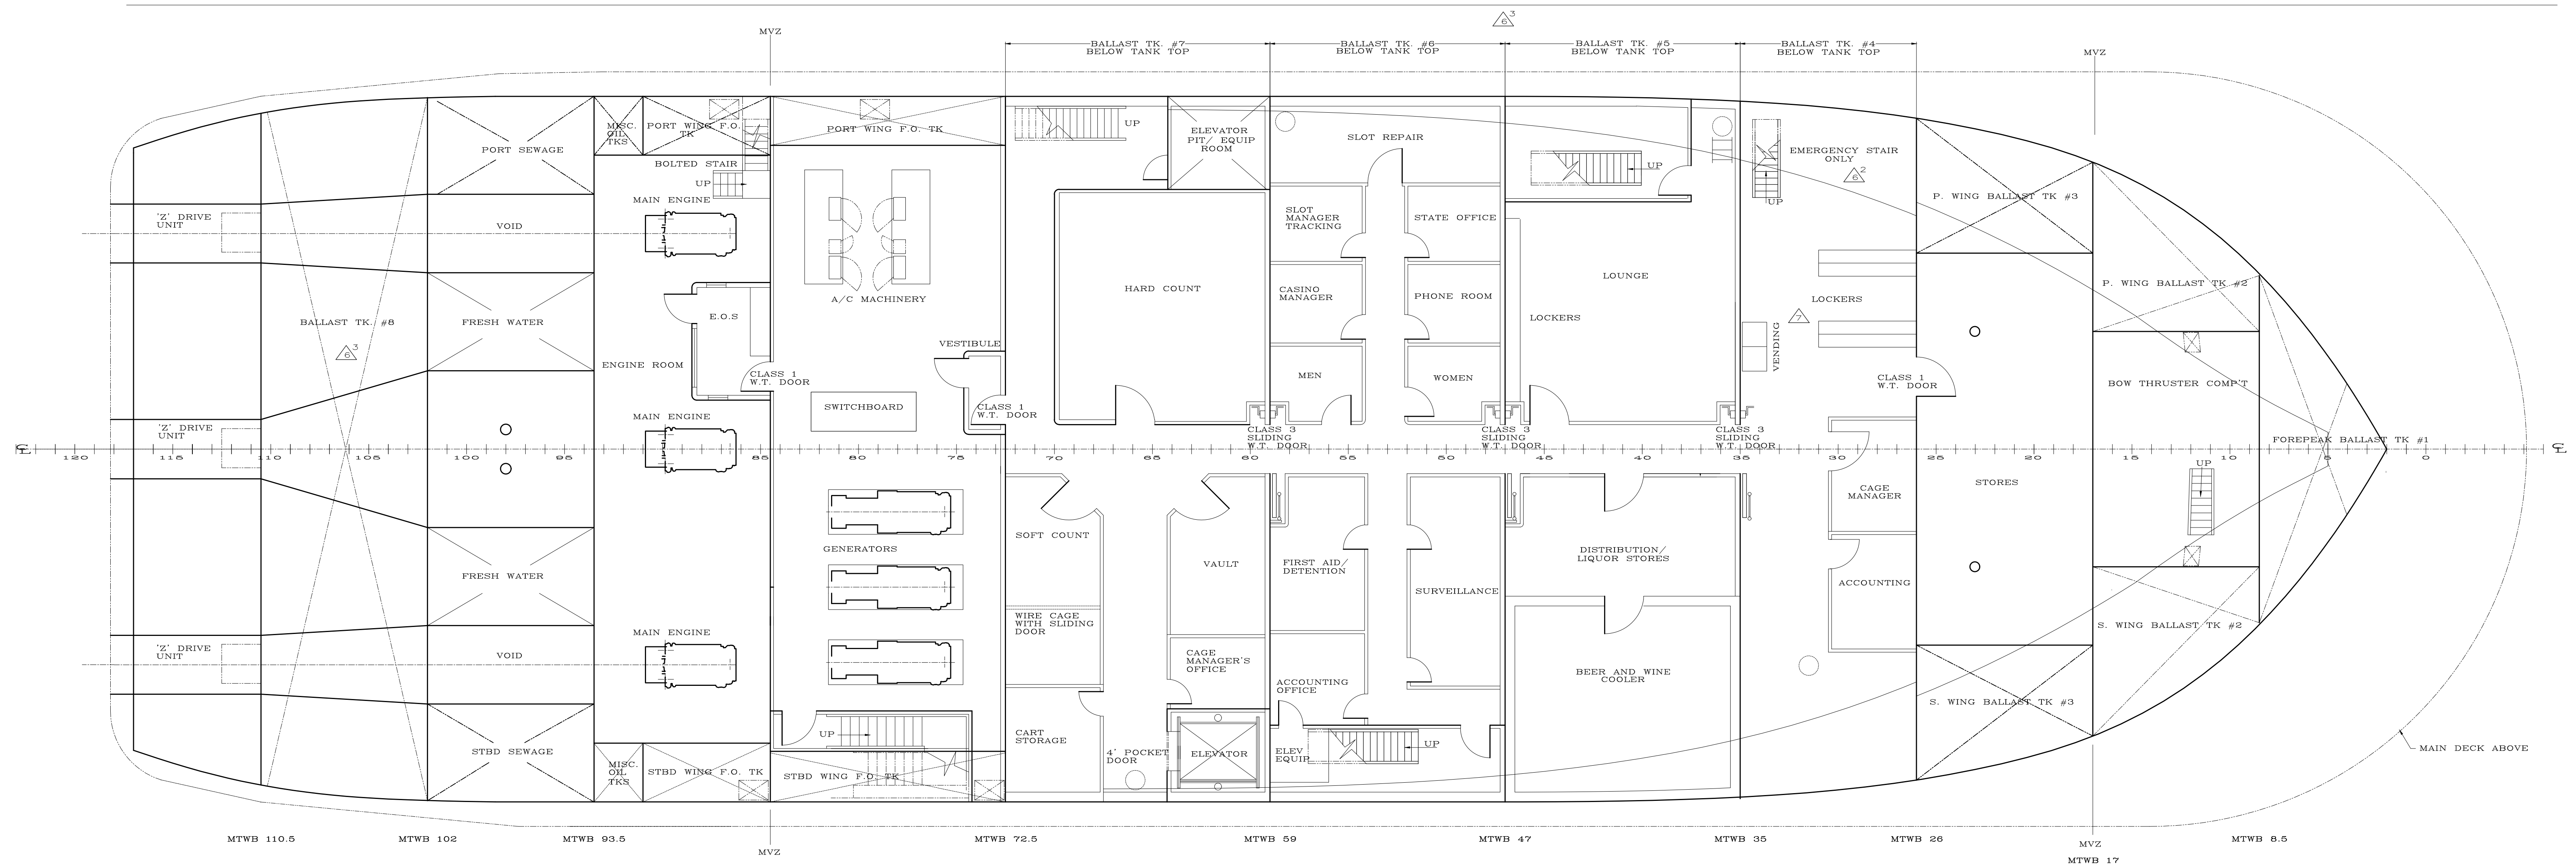 3
6
MVZ
BALLAST TK. #7
BELOW TANK TOP
BALLAST TK. #6
BELOW TANK TOP
BALLAST TK. #5
BELOW TANK TOP
BALLAST TK. #4
BELOW TANK TOP
MVZ
MISC.
OIL
TKS
PORT WING F.O.
TK
PORT WING F.O. TK
PORT SEWAGE
BOLTED STAIR
UP
UP
ELEVATOR
PIT/ EQUIP
ROOM
SLOT REPAIR
UP
EMERGENCY STAIR
ONLY
2
6
UP
'Z' DRIVE
UNIT
VOID
MAIN ENGINE
SLOT
MANAGER
TRACKING
STATE OFFICE
P. WING BALLAST TK #3
A/C MACHINERY
HARD COUNT
CASINO
MANAGER
PHONE ROOM
LOUNGE
LOCKERS
LOCKERS
7
P. WING BALLAST TK #2
BALLAST TK. #8
3
6
FRESH WATER
E.O.S
ENGINE ROOM
VESTIBULE
VENDING
CLASS 1
W.T. DOOR
MEN
WOMEN
CLASS 1
W.T. DOOR
BOW THRUSTER COMP'T
SWITCHBOARD
CLASS 1
W.T. DOOR
MAIN ENGINE
'Z' DRIVE
UNIT
CLASS 3
SLIDING
W.T. DOOR
CLASS 3
SLIDING
W.T. DOOR
CLASS 3
SLIDING
W.T. DOOR
FOREPEAK BALLAST TK #1
120 115 110 105 100 95 85 80 75 70 65 60 55 50 45 40 35 30 25 20 15 10 5 0
UP
STORES
CAGE
MANAGER
SOFT COUNT
GENERATORS
VAULT
FIRST AID/
DETENTION
DISTRIBUTION/
LIQUOR STORES
FRESH WATER
SURVEILLANCE
ACCOUNTING
WIRE CAGE
WITH SLIDING
DOOR
S. WING BALLAST TK #2
MAIN ENGINE
'Z' DRIVE
UNIT
VOID
CAGE
MANAGER'S
OFFICE
ACCOUNTING
OFFICE
BEER AND WINE
COOLER
S. WING BALLAST TK #3
STBD SEWAGE
UP
CART
STORAGE
4' POCKET
DOOR
ELEVATOR
ELEV
EQUIP
UP
MAIN DECK ABOVE
MISC.
OIL
TKS
STBD WING F.O. TK
STBD WING F.O. TK
MTWB 110.5
MTWB 102
MTWB 93.5
MVZ
MTWB 72.5
MTWB 59
MTWB 47
MTWB 35
MTWB 26
MVZ
MTWB 17
MTWB 8.5